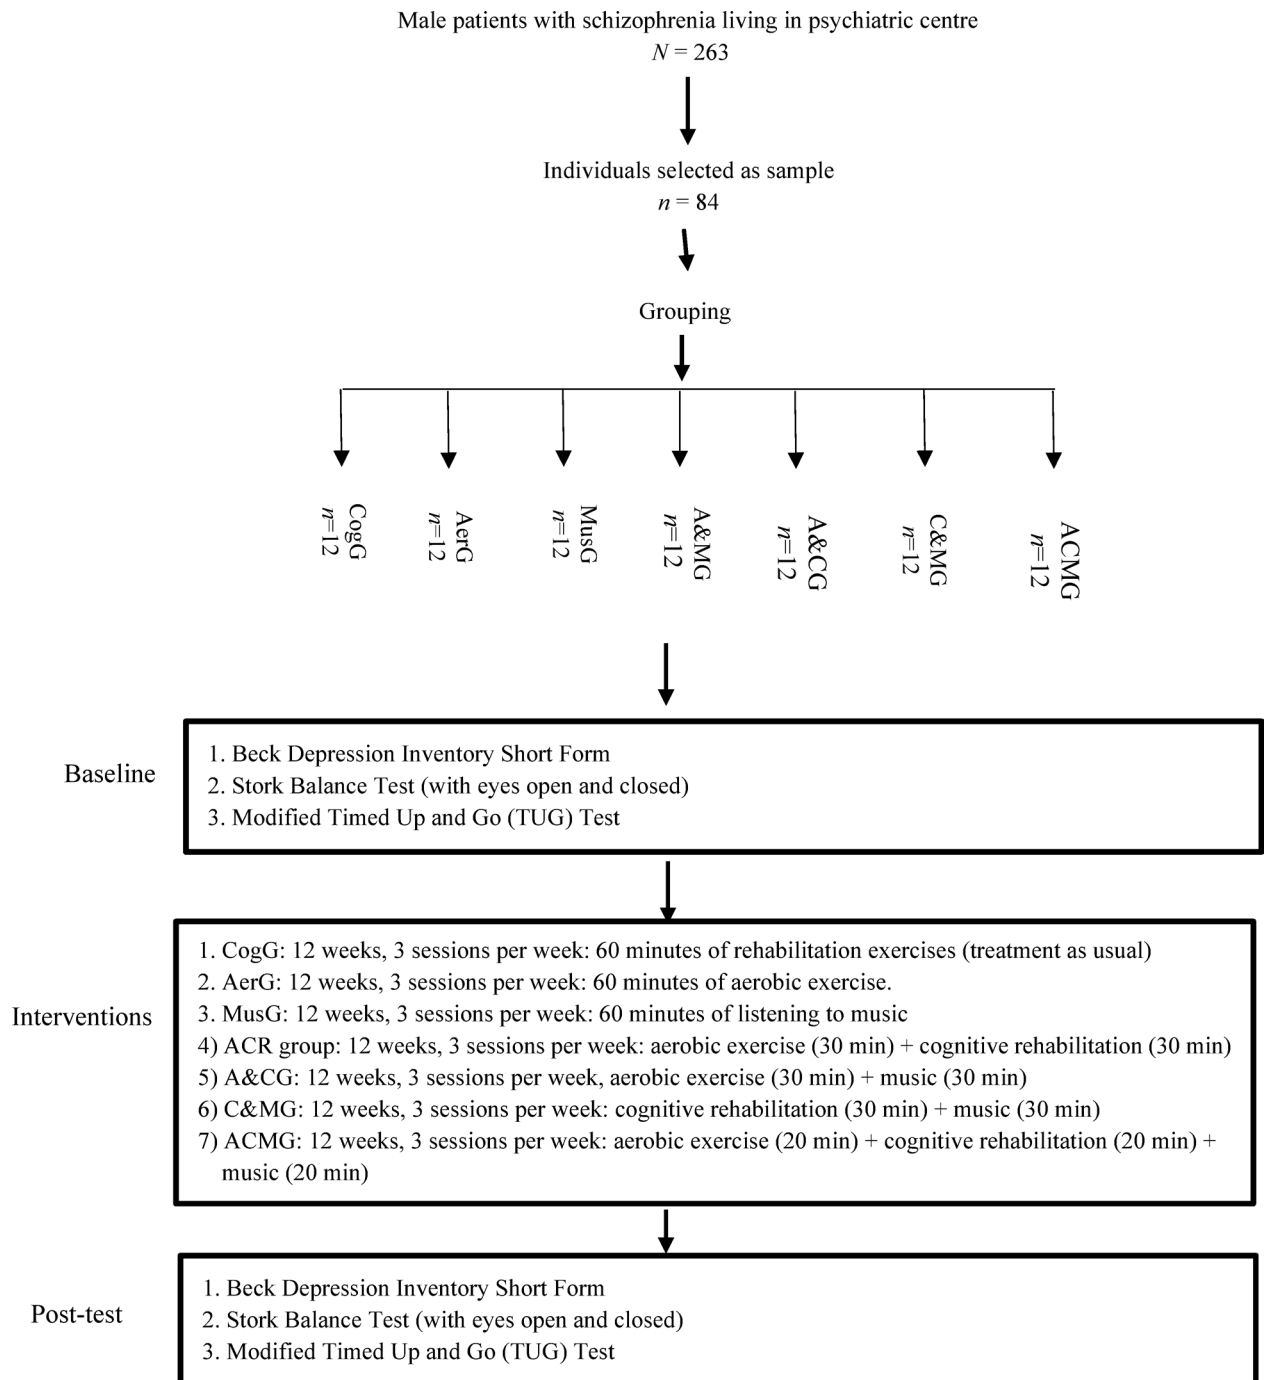 Male patients with schizophrenia living in psychiatric centre
N = 263
Individuals selected as sample
n = 84
Grouping
CogG
n=12
AerG
n=12
MusG
n=12
A&MG
n=12
A&CG
n=12
C&MG
n=12
ACMG
n=12
Baseline
1. Beck Depression Inventory Short Form
2. Stork Balance Test (with eyes open and closed)
3. Modified Timed Up and Go (TUG) Test
Interventions
1. CogG: 12 weeks, 3 sessions per week: 60 minutes of rehabilitation exercises (treatment as usual)
2. AerG: 12 weeks, 3 sessions per week: 60 minutes of aerobic exercise.
3. MusG: 12 weeks, 3 sessions per week: 60 minutes of listening to music
4) ACR group: 12 weeks, 3 sessions per week: aerobic exercise (30 min) + cognitive rehabilitation (30 min)
5) A&CG: 12 weeks, 3 sessions per week, aerobic exercise (30 min) + music (30 min)
6) C&MG: 12 weeks, 3 sessions per week: cognitive rehabilitation (30 min) + music (30 min)
7) ACMG: 12 weeks, 3 sessions per week: aerobic exercise (20 min) + cognitive rehabilitation (20 min) +
music (20 min)
Post-test
1. Beck Depression Inventory Short Form
2. Stork Balance Test (with eyes open and closed)
3. Modified Timed Up and Go (TUG) Test